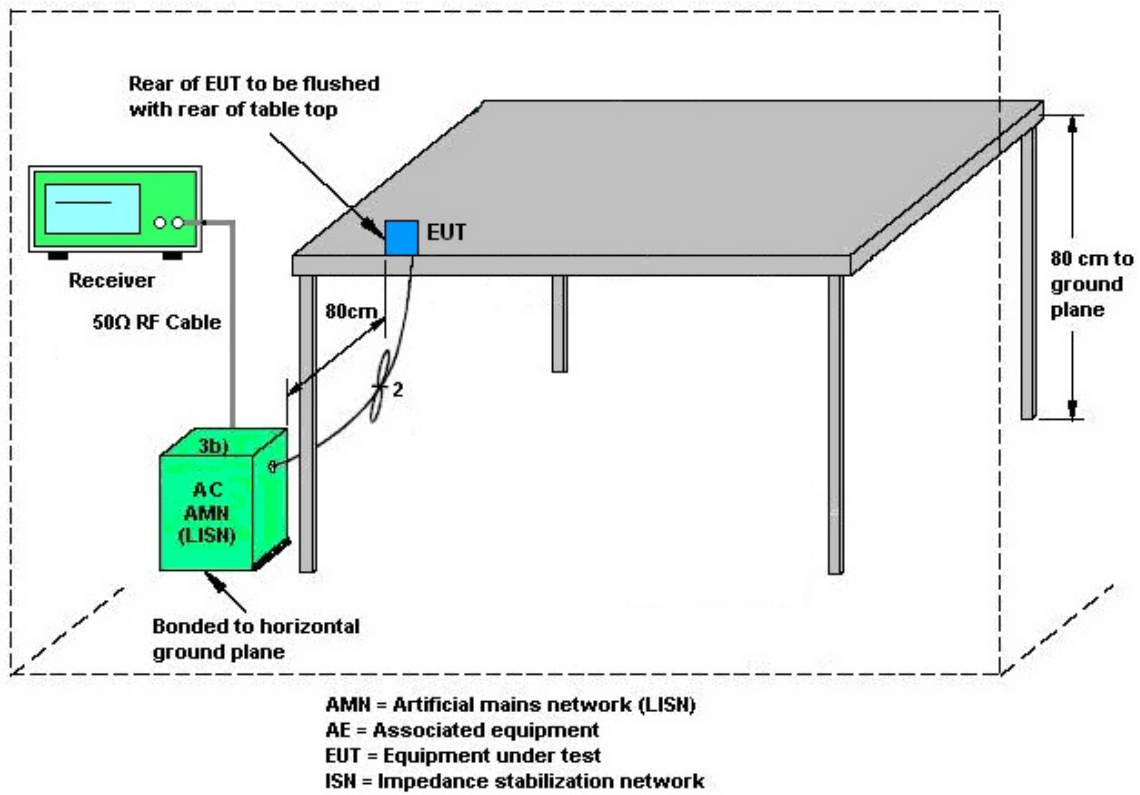 Rear of EUT to be flushed
with rear of table top
EUT
Receiver
50Ω RF Cable
80cm
2
80 cm to
ground
plane
3b)
AC
AMN
(LISN)
Bonded to horizontal
ground plane
AMN = Artificial mains network (LISN)
AE = Associated equipment
EUT = Equipment under test
ISN = Impedance stabilization network